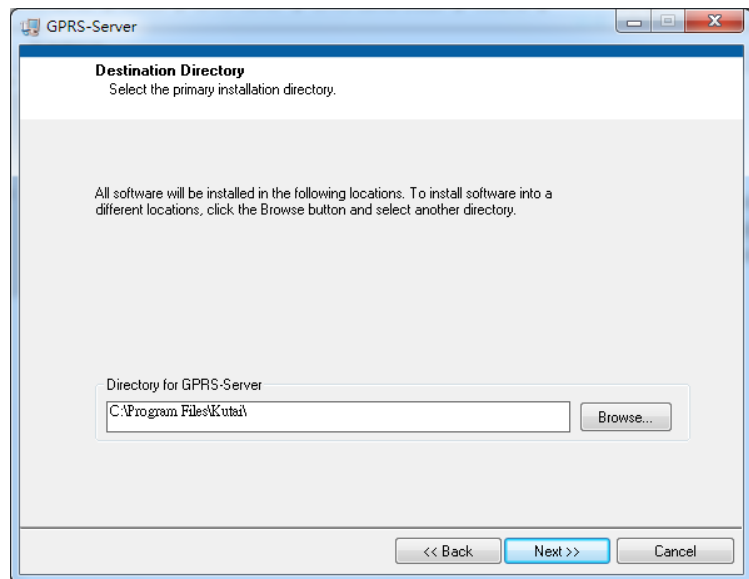 GPRS-Server
Destination Directory
Select the primary installation directory.
All software will be installed in the following locations. To install software into a
different locations, click the Browse button and select another directory.
Directory for GPRS-Server
C:\Program Files\Kutai\
Browse...
<< Back
Next >>
Cancel